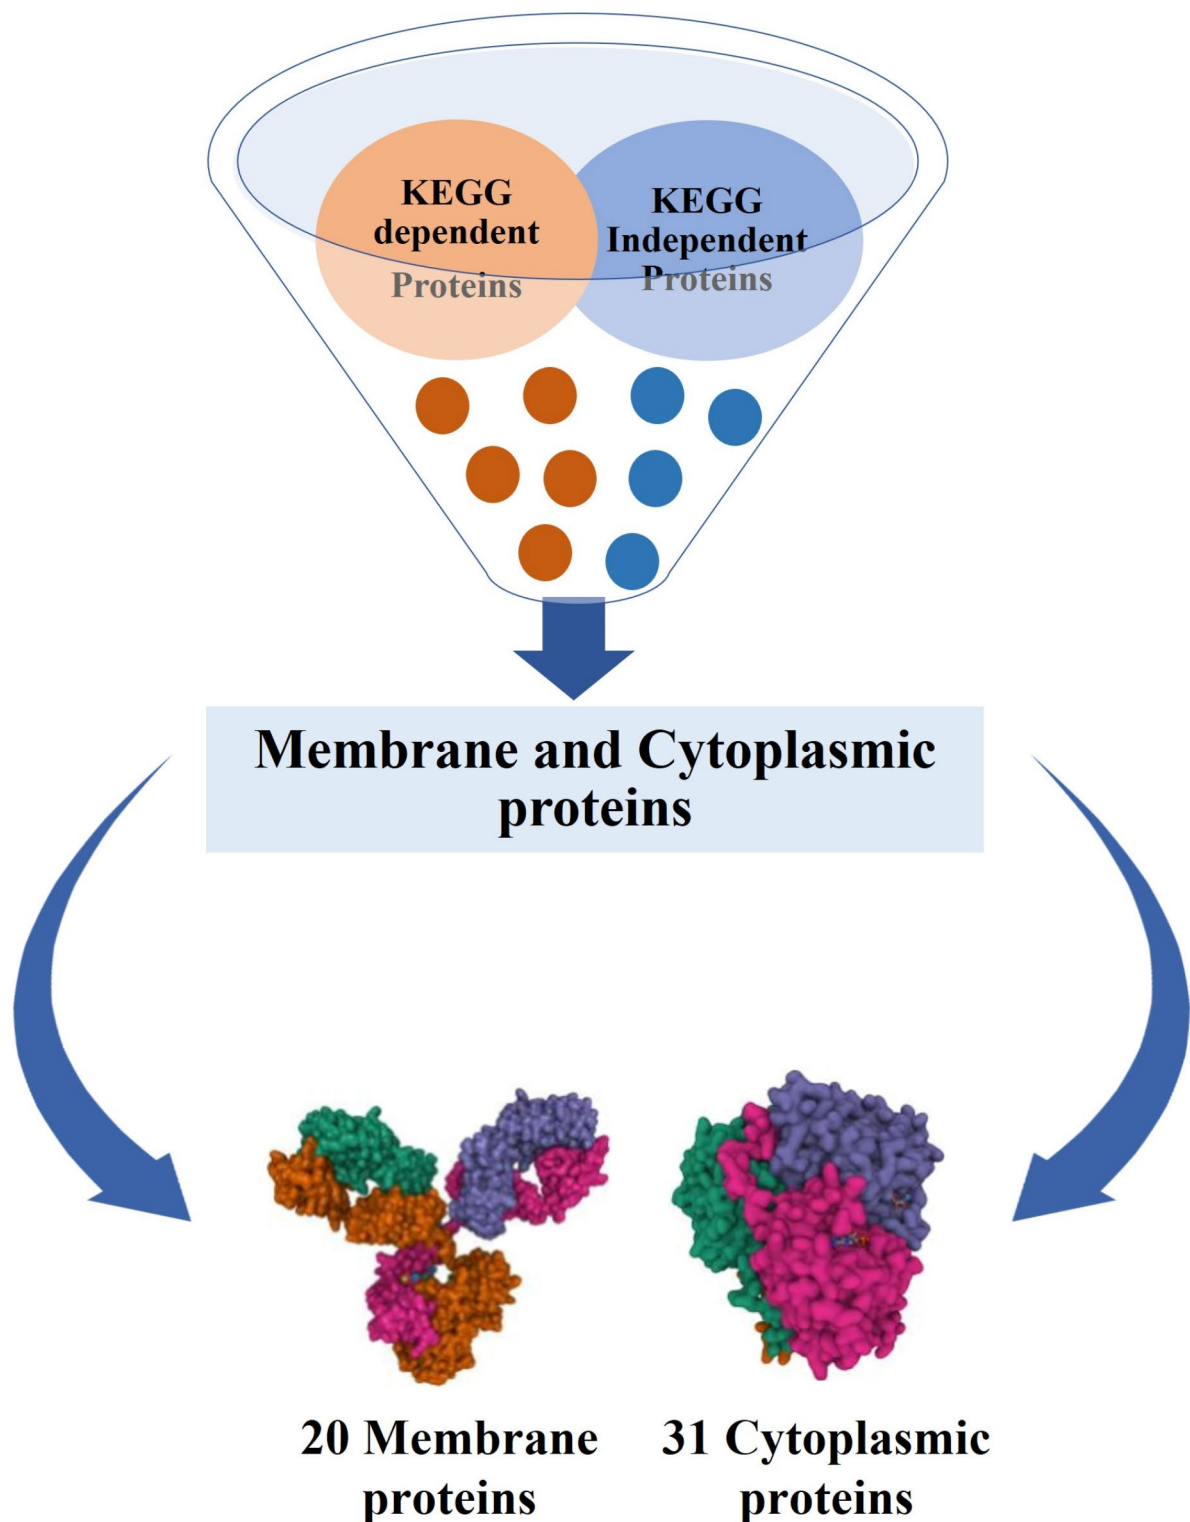 KEGG
dependent
Proteins
KEGG
Independent
Proteins
Membrane and Cytoplasmic
proteins
20 Membrane
proteins
31 Cytoplasmic
proteins